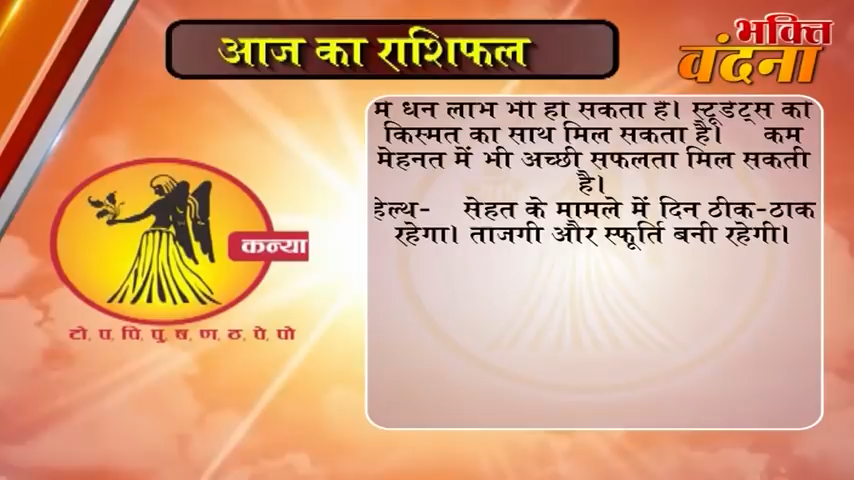 आज का राशिफल
भक्ति
वंदना
में धन लाभ भी हो सकता है। स्टूडेंट्स को
किस्मत का साथ मिल सकता है। कम
मेहनत में भी अच्छी सफलता मिल सकती
है।
हेल्थ- सेहत के मामले में दिन ठीक-ठाक
रहेगा। ताजगी और स्फूर्ति बनी रहेगी।
कन्या
टो, प, पि, पु, ष, ण, ठ, पे, पो